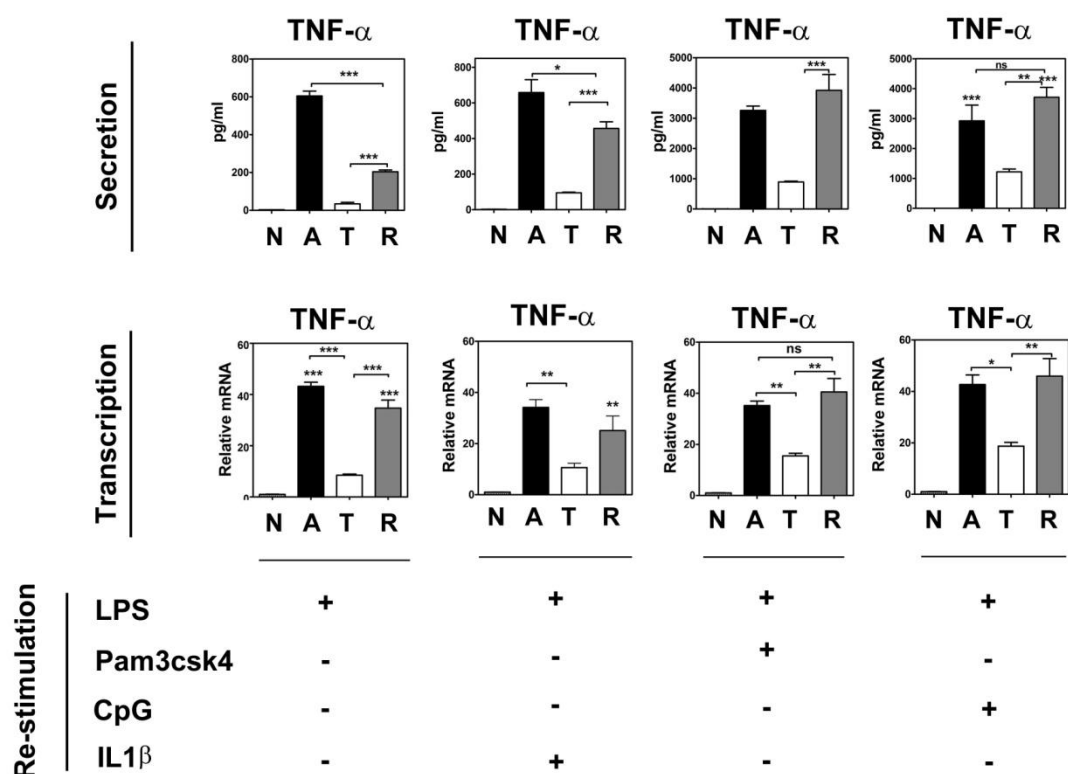 TNF-α TNF-α TNF-α TNF-α
Secretion
pg/ml
800
600
400
200
0
***
***
N A T R
pg/ml
800
600
400
200
0
*
***
N A T R
pg/ml
5000
4000
3000
2000
1000
0
***
N A T R
pg/ml
5000
4000
3000
2000
1000
0
ns
** ***
***
N A T R
TNF-α TNF-α TNF-α TNF-α
Transcription
Relative mRNA
60
40
20
0
***
*** ***
***
N A T R
Relative mRNA
60
40
20
0
**
**
N A T R
Relative mRNA
60
40
20
0
ns
** **
N A T R
Relative mRNA
60
40
20
0
* **
N A T R
Re-stimulation
LPS + + + +
Pam3csk4 - - + -
CpG - - - +
IL1β - + - -